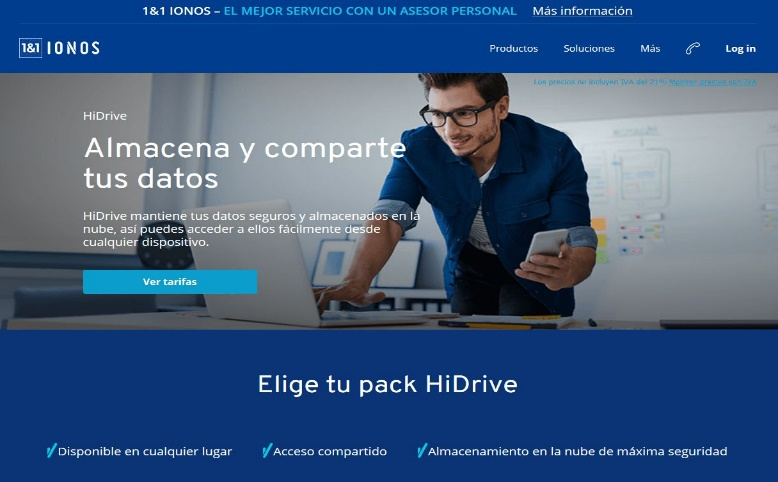 1&1 IONOS – EL MEJOR SERVICIO CON UN ASESOR PERSONAL Más información
1&1 IONOS
Productos Soluciones Más Log in
Los precios no incluyen IVA del 21%. Mostrar precios con IVA
HiDrive
Almacena y comparte
tus datos
HiDrive mantiene tus datos seguros y almacenados en la
nube, así puedes acceder a ellos fácilmente desde
cualquier dispositivo.
Ver tarifas
Elige tu pack HiDrive
Disponible en cualquier lugar Acceso compartido Almacenamiento en la nube de máxima seguridad